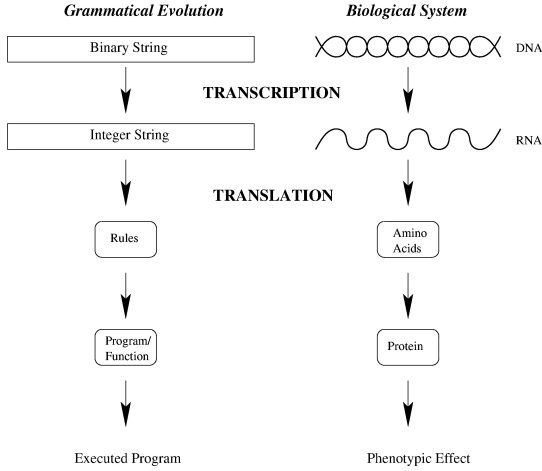 Grammatical Evolution
Biological System
Binary String
DNA
TRANSCRIPTION
Integer String
RNA
TRANSLATION
Rules
Amino
Acids
Program/
Function
Protein
Executed Program
Phenotypic Effect